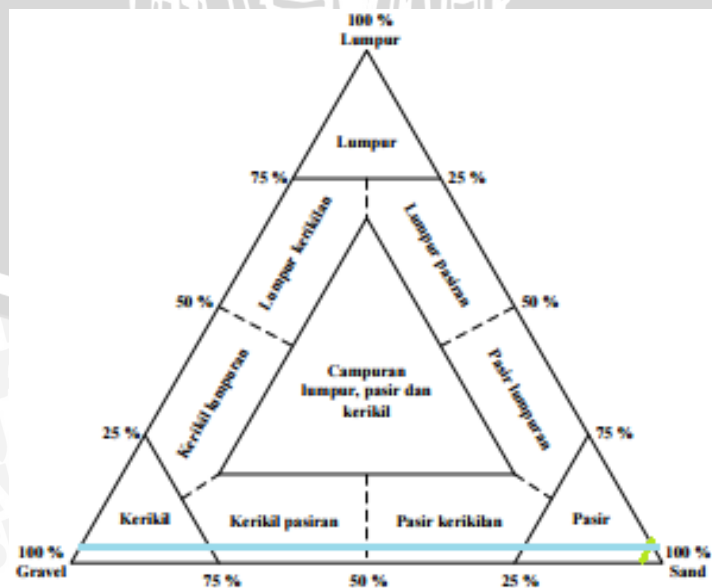 100 %
Lumpur
Lumpur
75 %
25 %
Lumpur kerikilan
Lumpur pasiran
50 %
50 %
Campuran
lumpur, pasir dan
kerikil
Kerikil lumpuran
Pasir lumpuran
25 %
75 %
Kerikil
Kerikil pasiran
Pasir kerikilan
Pasir
100 %
Gravel
100 %
Sand
75 %
50 %
25 %